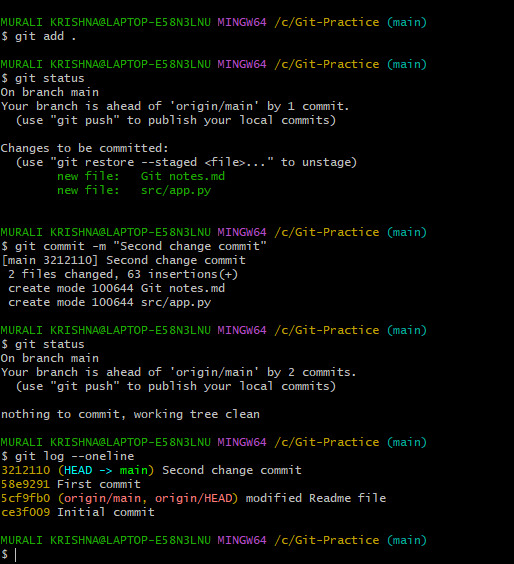 MURALI KRISHNA@LAPTOP-E58N3LNU MINGW64 /c/Git-Practice (main)
$ git add .
MURALI KRISHNA@LAPTOP-E58N3LNU MINGW64 /c/Git-Practice (main)
$ git status
On branch main
Your branch is ahead of 'origin/main' by 1 commit.
  (use "git push" to publish your local commits)
Changes to be committed:
  (use "git restore --staged <file>..." to unstage)
        new file:   Git notes.md
        new file:   src/app.py
MURALI KRISHNA@LAPTOP-E58N3LNU MINGW64 /c/Git-Practice (main)
$ git commit -m "Second change commit"
[main 3212110] Second change commit
 2 files changed, 63 insertions(+)
 create mode 100644 Git notes.md
 create mode 100644 src/app.py
MURALI KRISHNA@LAPTOP-E58N3LNU MINGW64 /c/Git-Practice (main)
$ git status
On branch main
Your branch is ahead of 'origin/main' by 2 commits.
  (use "git push" to publish your local commits)
nothing to commit, working tree clean
MURALI KRISHNA@LAPTOP-E58N3LNU MINGW64 /c/Git-Practice (main)
$ git log --oneline
3212110 (HEAD -> main) Second change commit
58e9291 First commit
5cf9fb0 (origin/main, origin/HEAD) modified Readme file
ce3f009 Initial commit
MURALI KRISHNA@LAPTOP-E58N3LNU MINGW64 /c/Git-Practice (main)
$